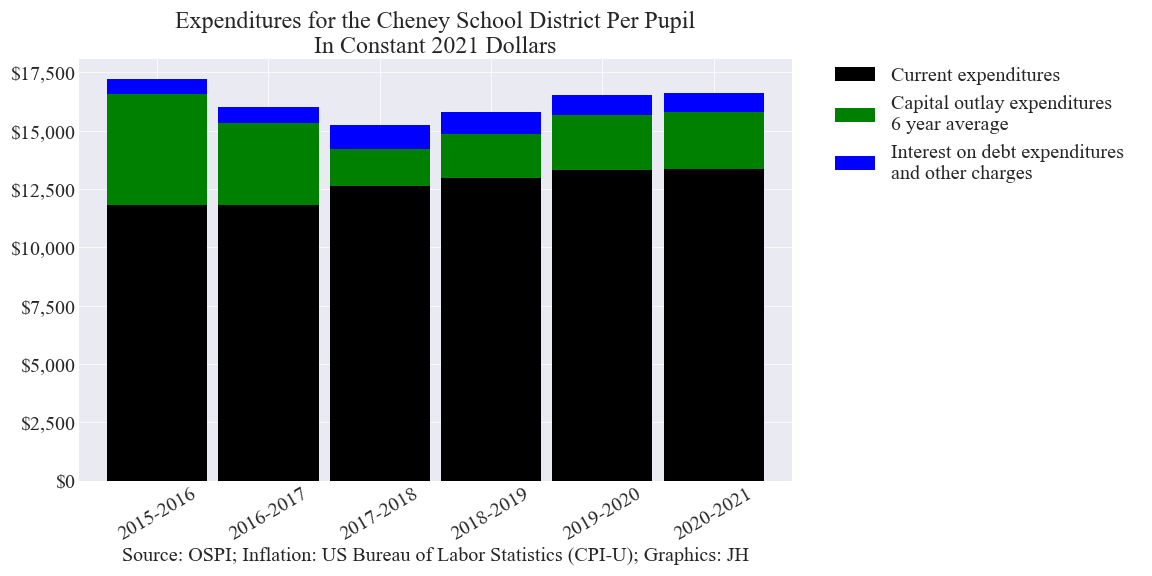 Expenditures for the Cheney School District Per Pupil
In Constant 2021 Dollars
$17,500
$15,000
$12,500
$10,000
$7,500
$5,000
$2,500
$0
2015-2016
2016-2017
2017-2018
2018-2019
2019-2020
2020-2021
Current expenditures
Capital outlay expenditures
6 year average
Interest on debt expenditures
and other charges
Source: OSPI; Inflation: US Bureau of Labor Statistics (CPI-U); Graphics: JH